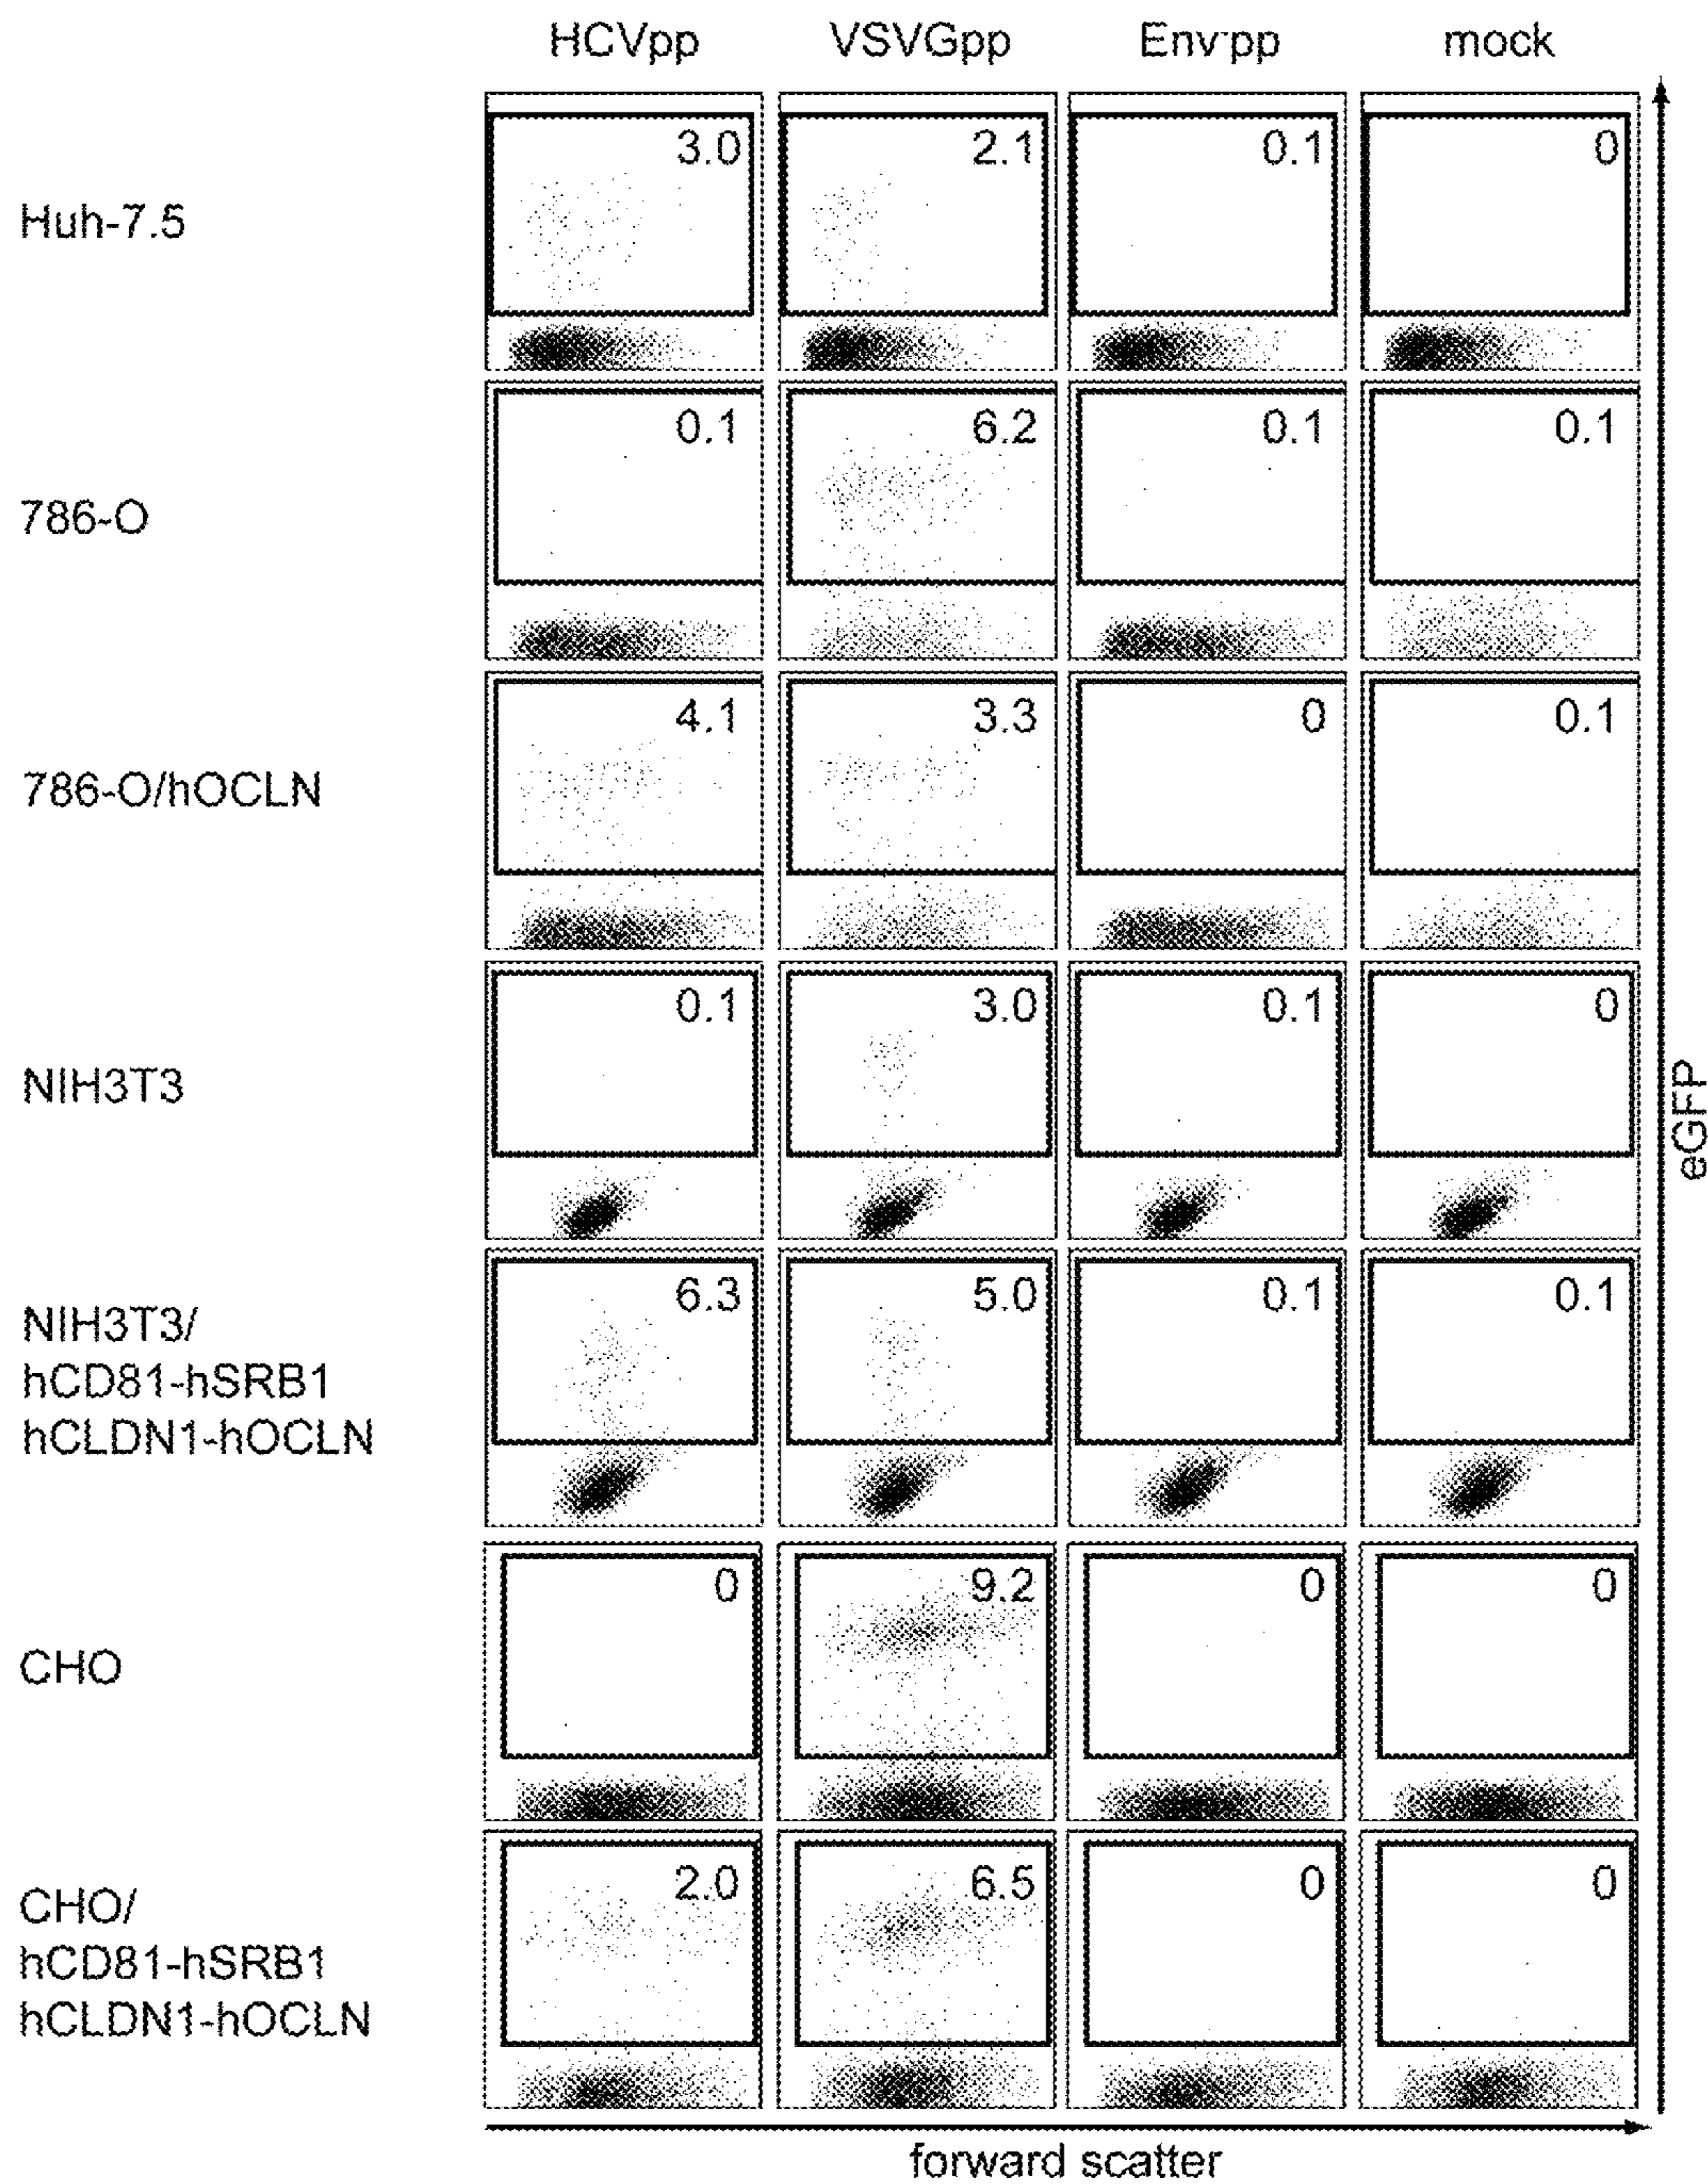 HCVpp VSVGpp Env-pp mock
Huh-7.5 3.0 2.1 0.1 0
786-O 0.1 6.2 0.1 0.1
786-O/hOCLN 4.1 3.3 0 0.1
NIH3T3 0.1 3.0 0.1 0
NIH3T3/ 6.3 5.0 0.1 0.1
hCD81-hSRB1
hCLDN1-hOCLN
CHO 0 9.2 0 0
CHO/ 2.0 6.5 0 0
hCD81-hSRB1
hCLDN1-hOCLN
eGFP
forward scatter